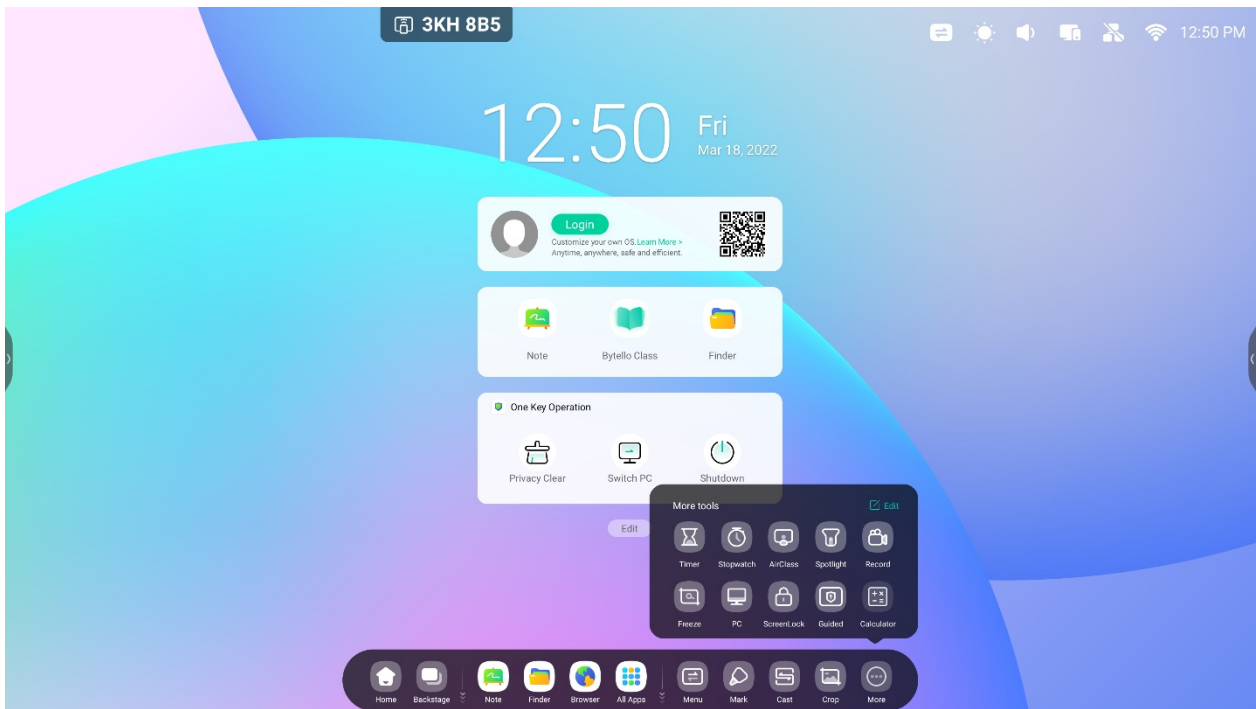 3KH 8B5
12:50 PM
12:50
Fri
Mar 18, 2022
Login
Customize your own OS. Learn More >
Anytime, anywhere, safe and efficient.
Note Bytello Class Finder
One Key Operation
Privacy Clear Switch PC Shutdown
Edit
More tools Edit
Timer Stopwatch AirClass Spotlight Record
Freeze PC ScreenLock Guided Calculator
Home Backstage Note Finder Browser All Apps Menu Mark Cast Crop More